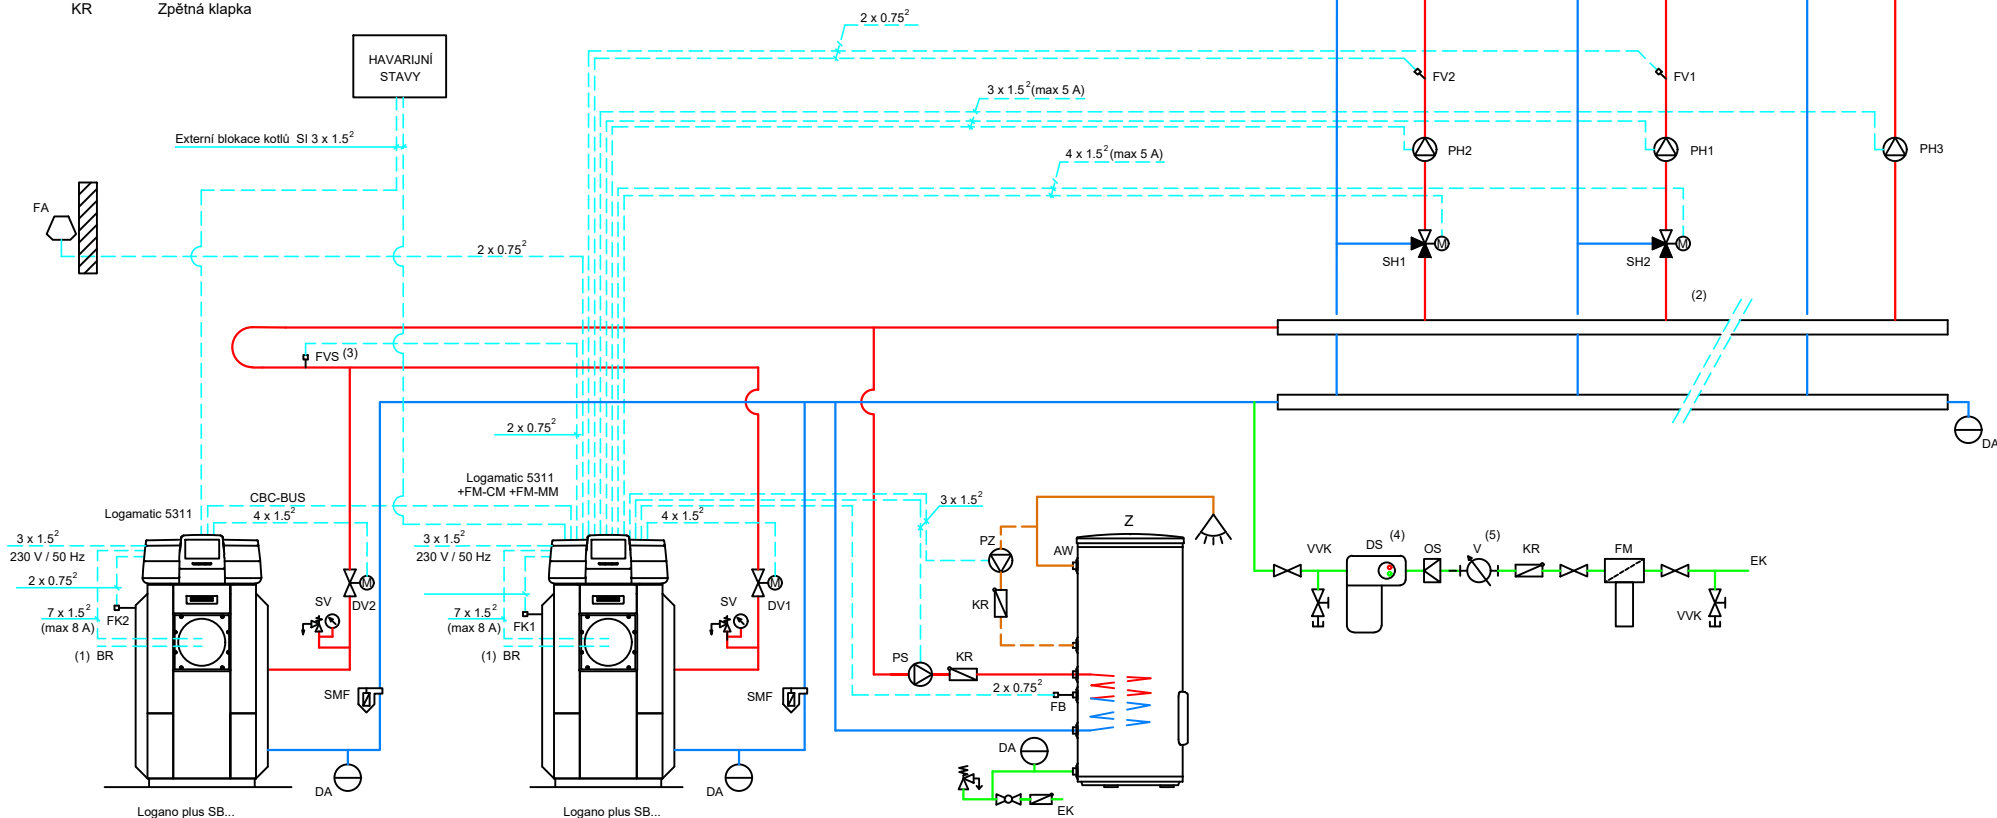 KR Zpětná klapka
2 x 0.75²
HAVARIJNÍ
STAVY
FV2
FV1
3 x 1.5² (max 5 A)
Externí blokace kotlů SI 3 x 1.5²
PH2
PH1
PH3
4 x 1.5² (max 5 A)
FA
2 x 0.75²
M
M
SH1
SH2
(2)
FVS (3)
2 x 0.75²
DA
Logamatic 5311
+FM-CM +FM-MM
CBC-BUS
Logamatic 5311
4 x 1.5²
4 x 1.5²
3 x 1.5²
3 x 1.5²
230 V / 50 Hz
3 x 1.5²
230 V / 50 Hz
Z
PZ
AW
VVK
DS (4)
OS
V (5)
KR
FM
EK
2 x 0.75²
M
DV2
M
DV1
SV
SV
KR
7 x 1.5²
(max 8 A)
FK2
7 x 1.5²
(max 8 A)
FK1
VVK
(1) BR
(1) BR
PS
KR
SMF
SMF
2 x 0.75²
FB
DA
DA
DA
EK
Logano plus SB...
Logano plus SB...